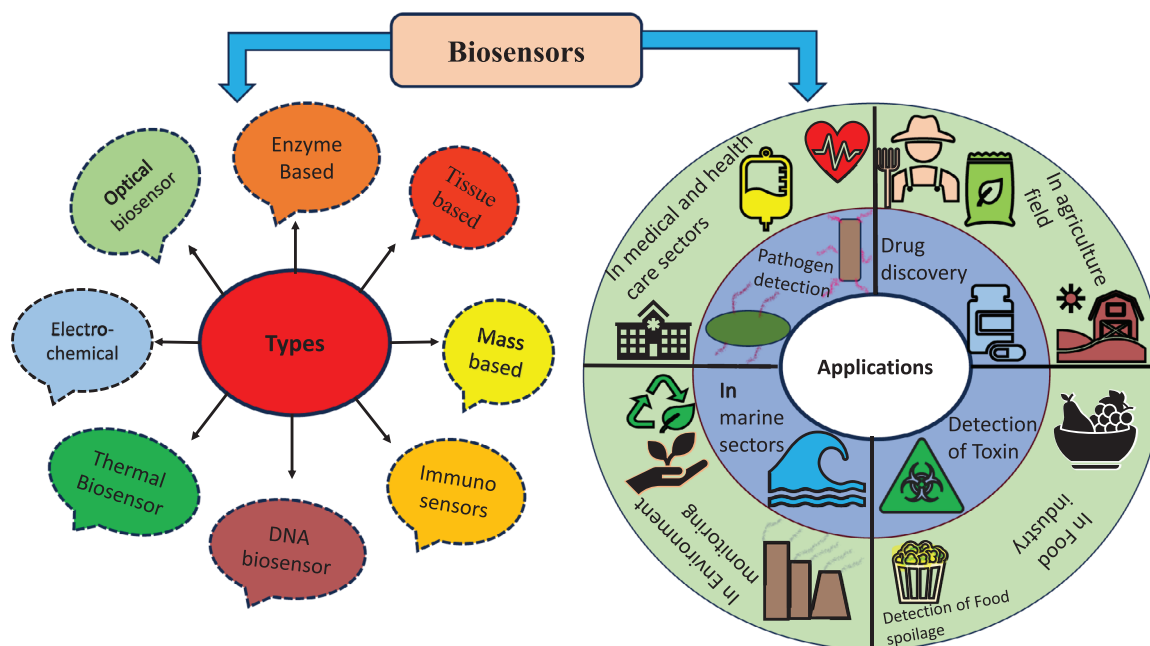 Biosensors
Optical
biosensor
Enzyme
Based
Tissue
based
Electro-
chemical
Types
Mass
based
Thermal
Biosensor
DNA
biosensor
Immuno
sensors
In medical and health
care sectors
In agriculture
field
Pathogen
detection
Drug
discovery
Applications
In
marine
sectors
Detection
of Toxin
In Environment
monitoring
In Food
industry
Detection of Food
spoilage